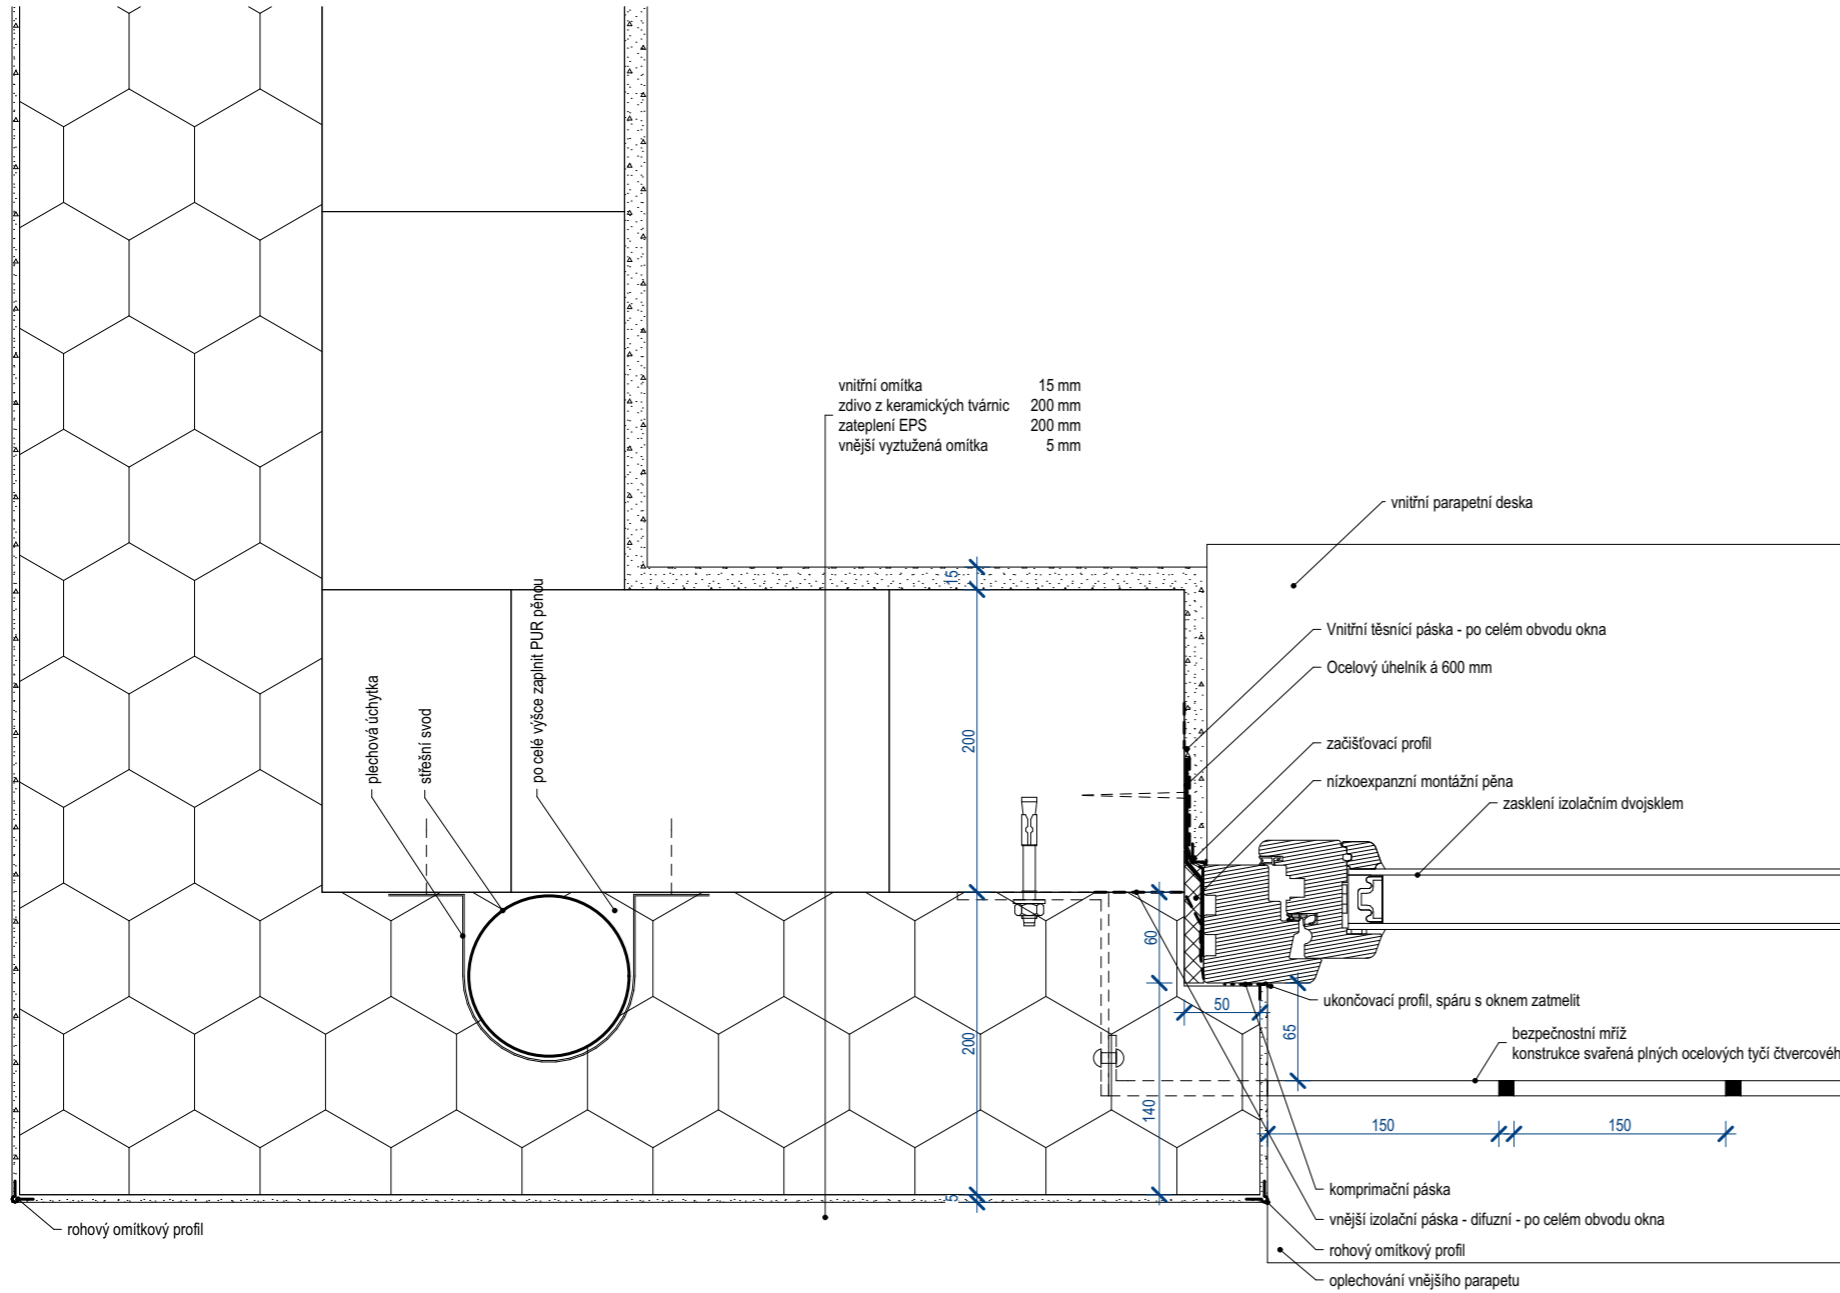 vnitřní omítka 15 mm
zdivo z keramických tvárnic 200 mm
zateplení EPS 200 mm
vnější vyztužená omítka 5 mm
vnitřní parapetní deska
Vnitřní těsnící páska - po celém obvodu okna
Ocelový úhelník á 600 mm
začišťovací profil
nízkoexpanzní montážní pěna
zasklení izolačním dvojsklem
plechová úchytka
střešní svod
po celé výšce zaplnit PUR pěnou
15
200
200
5
60
140
50
65
ukončovací profil, spáru s oknem zatmelit
bezpečnostní mříž
konstrukce svařená plných ocelových tyčí čtvercovéh
150
150
komprimační páska
vnější izolační páska - difuzní - po celém obvodu okna
rohový omítkový profil
oplechování vnějšího parapetu
rohový omítkový profil